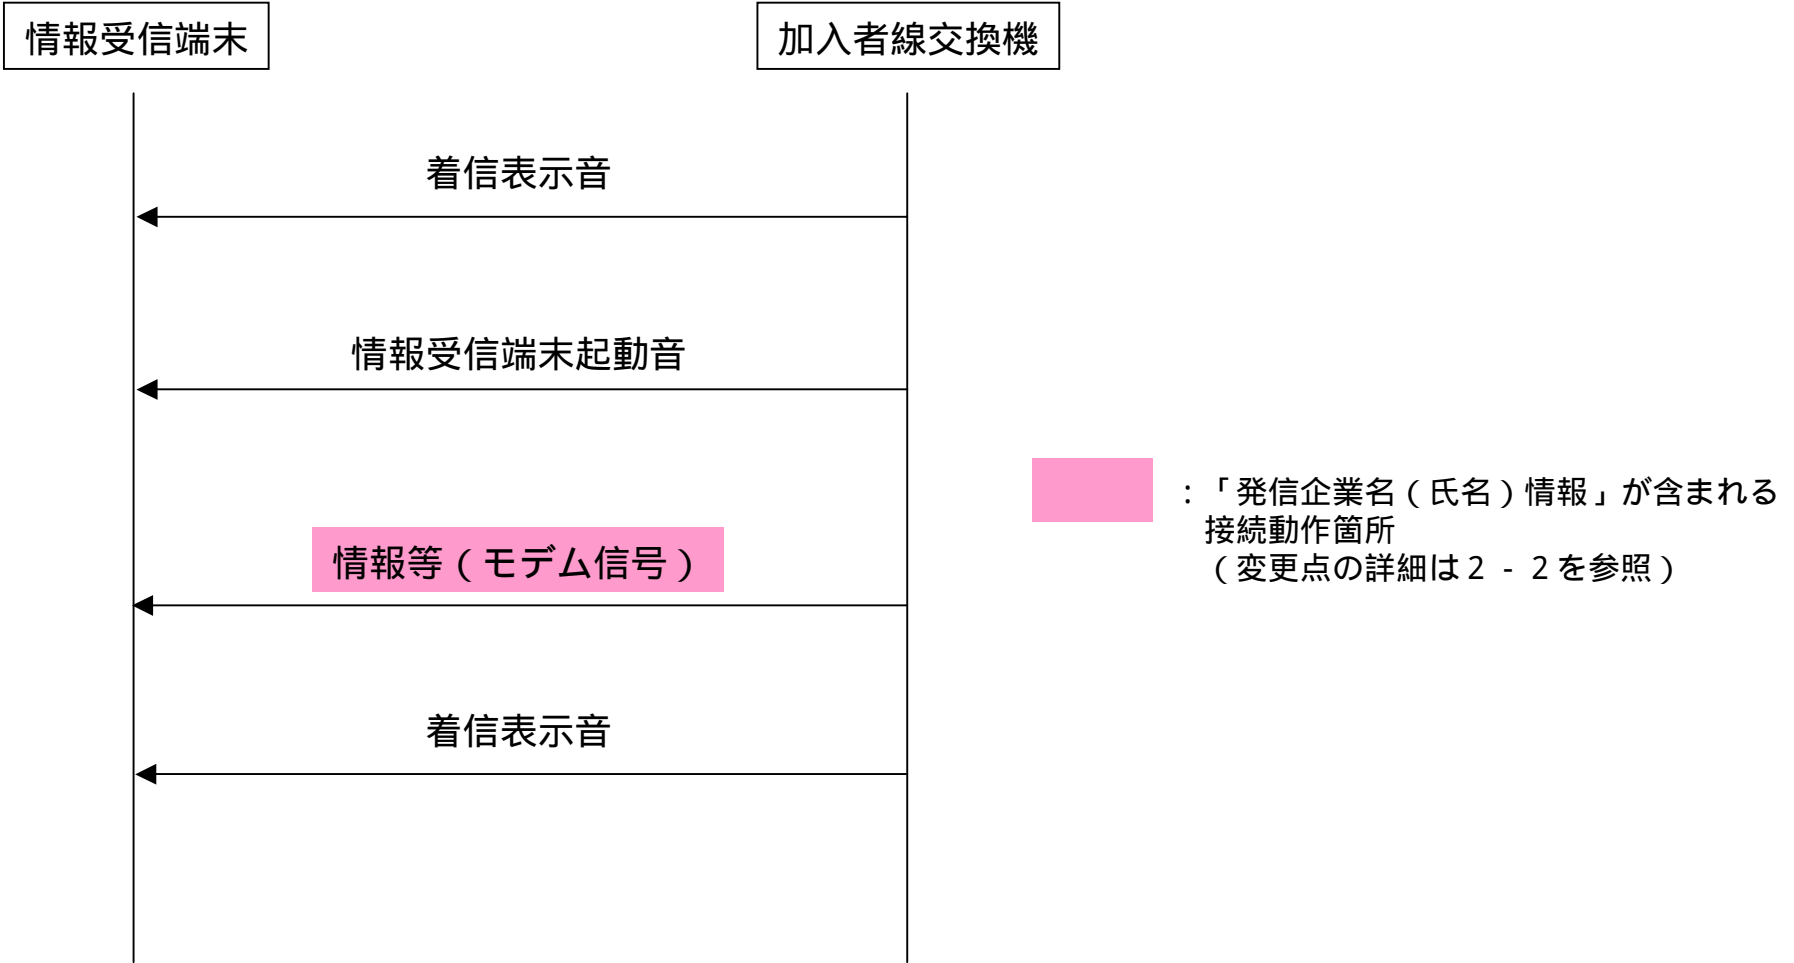 情報受信端末
加入者線交換機
着信表示音
情報受信端末起動音
情報等（モデム信号）
：「発信企業名（氏名）情報」が含まれる
接続動作箇所
（変更点の詳細は２‐２を参照）
着信表示音